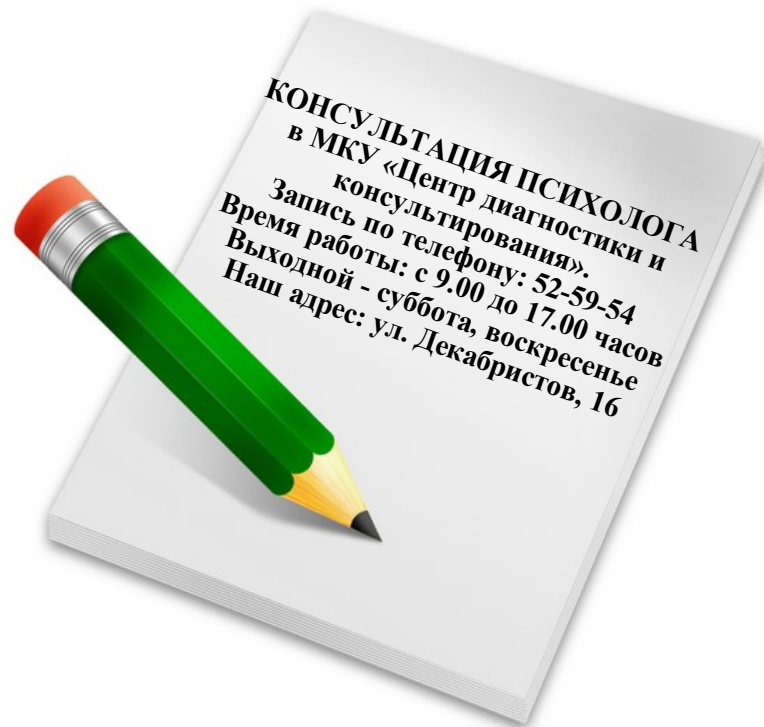 КОНСУЛЬТАЦИЯ ПСИХОЛОГА
в МКУ «Центр диагностики и
консультирования».
Запись по телефону: 52-59-54
Время работы: с 9.00 до 17.00 часов
Выходной - суббота, воскресенье
Наш адрес: ул. Декабристов, 16